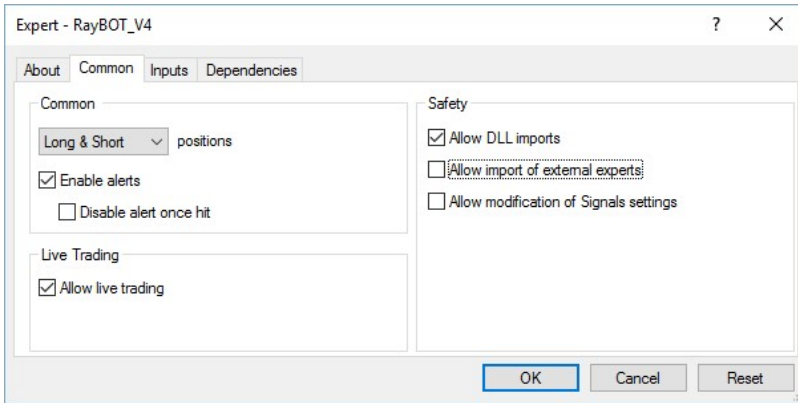 Expert - RayBOT_V4
About Common Inputs Dependencies
Common
Long & Short positions
Enable alerts
Disable alert once hit
Live Trading
Allow live trading
Safety
Allow DLL imports
Allow import of external experts
Allow modification of Signals settings
OK Cancel Reset